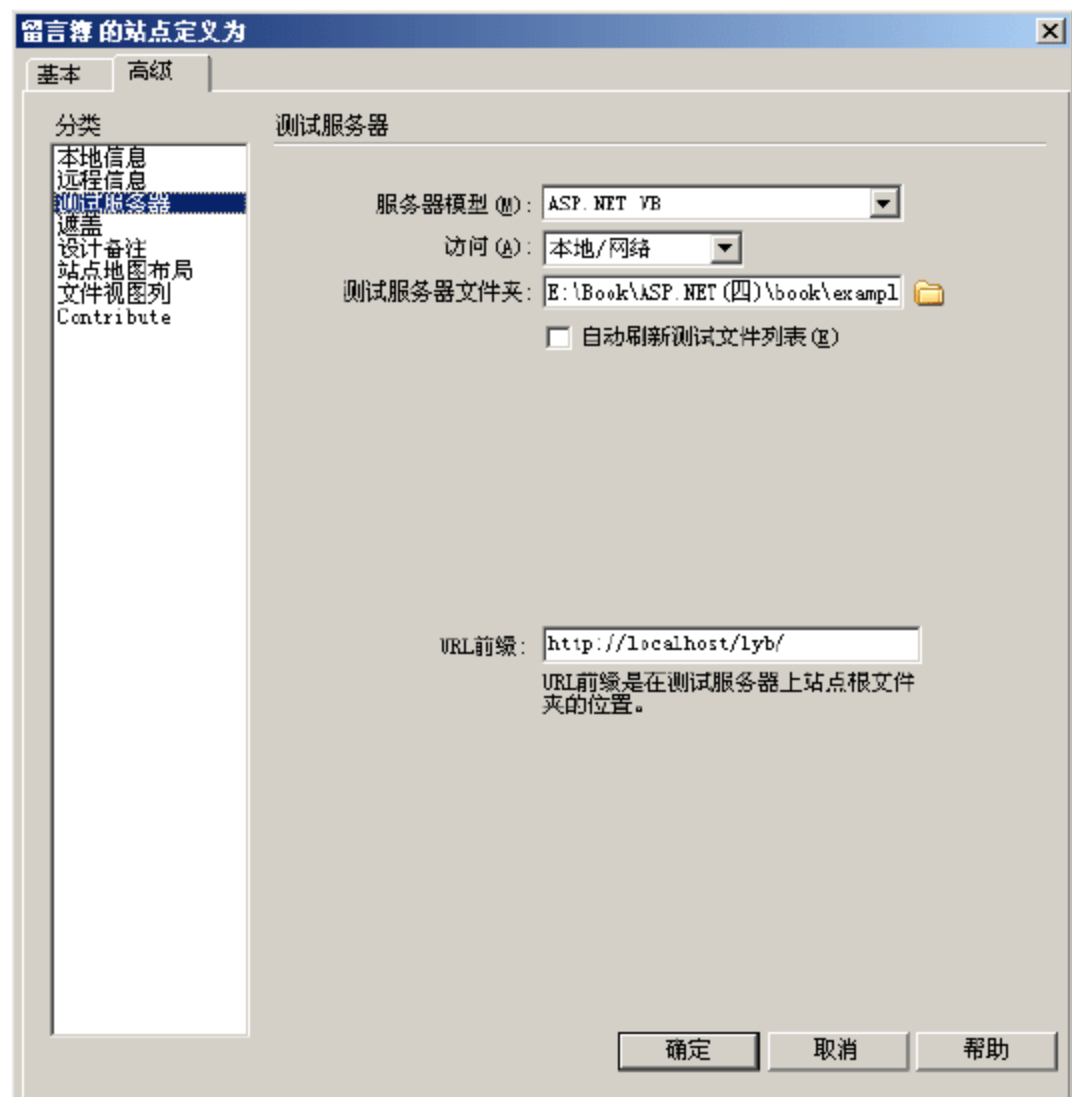 留言簿 的站点定义为
基本
高级
分类
本地信息
远程信息
测试服务器
遮盖
设计备注
站点地图布局
文件视图列
Contribute
测试服务器
服务器模型(M): ASP.NET VB
访问(A): 本地/网络
测试服务器文件夹: E:\Book\ASP.NET(四)\book\exampl
自动刷新测试文件列表(R)
URL前缀: http://localhost/lyb/
URL前缀是在测试服务器上站点根文件
夹的位置。
确定
取消
帮助